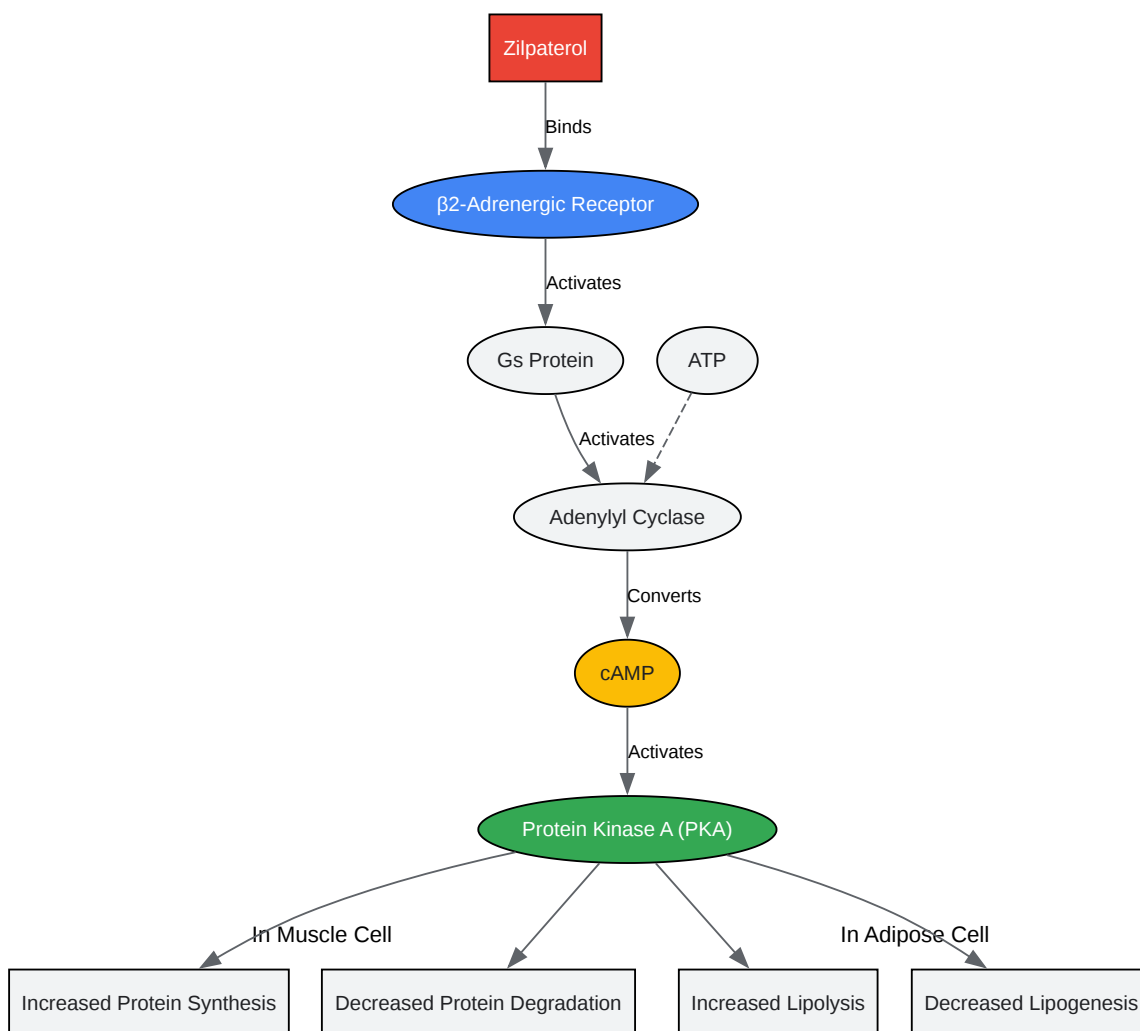 Zilpaterol
Binds
β2-Adrenergic Receptor
Activates
Gs Protein
ATP
Activates
Adenylyl Cyclase
Converts
cAMP
Activates
Protein Kinase A (PKA)
In Muscle Cell
In Adipose Cell
Increased Protein Synthesis
Decreased Protein Degradation
Increased Lipolysis
Decreased Lipogenesis